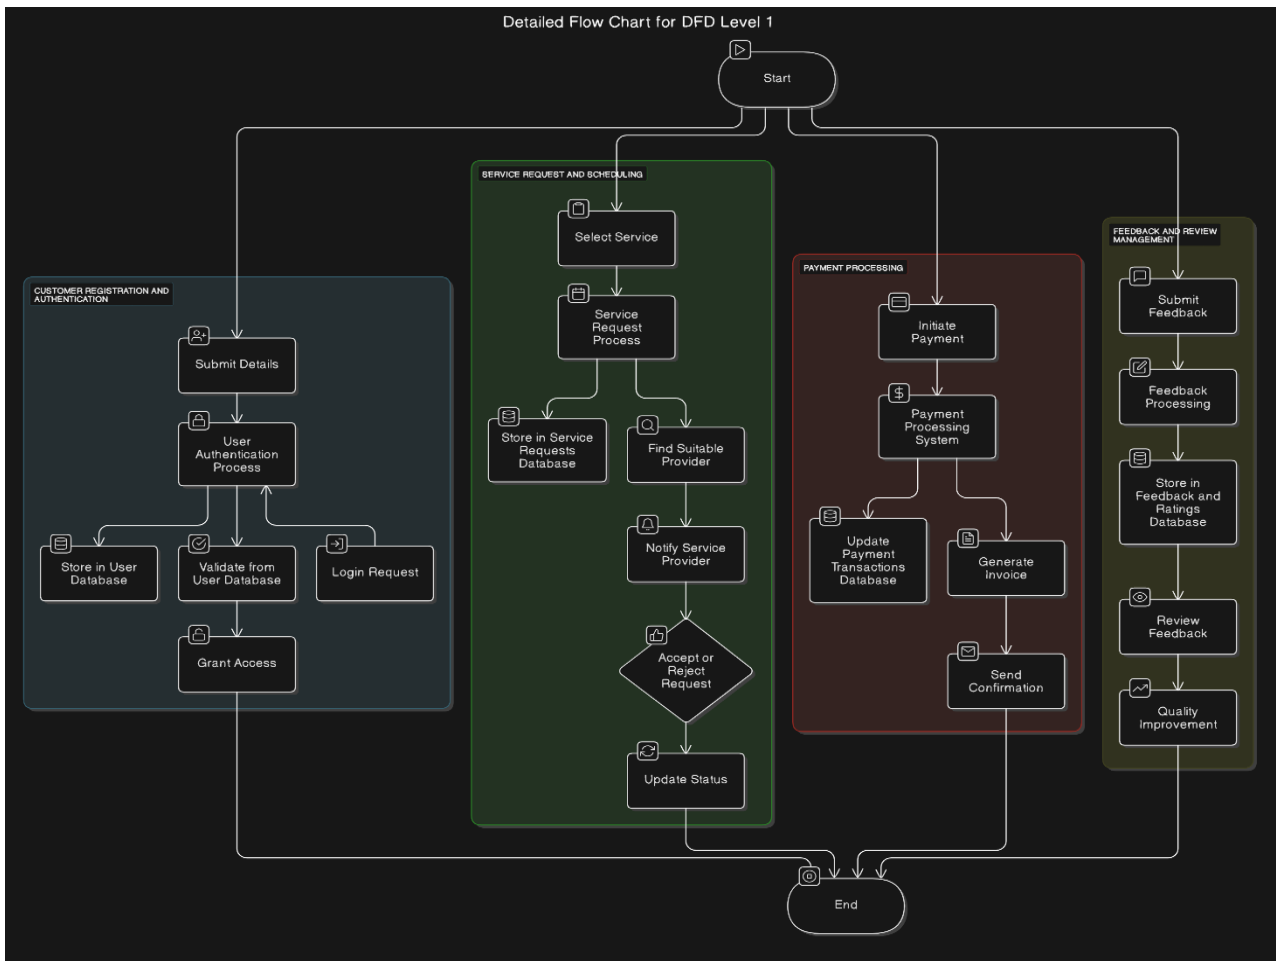 Detailed Flow Chart for DFD Level 1
Start
CUSTOMER REGISTRATION AND
AUTHENTICATION
Submit Details
User
Authentication
Process
Store in User
Database
Validate from
User Database
Login Request
Grant Access
SERVICE REQUEST AND SCHEDULING
Select Service
Service
Request
Process
Store in Service
Requests
Database
Find Suitable
Provider
Notify Service
Provider
Accept or
Reject
Request
Update Status
PAYMENT PROCESSING
Initiate
Payment
Payment
Processing
System
Update
Payment
Transactions
Database
Generate
Invoice
Send
Confirmation
FEEDBACK AND REVIEW
MANAGEMENT
Submit
Feedback
Feedback
Processing
Store in
Feedback and
Ratings
Database
Review
Feedback
Quality
Improvement
End